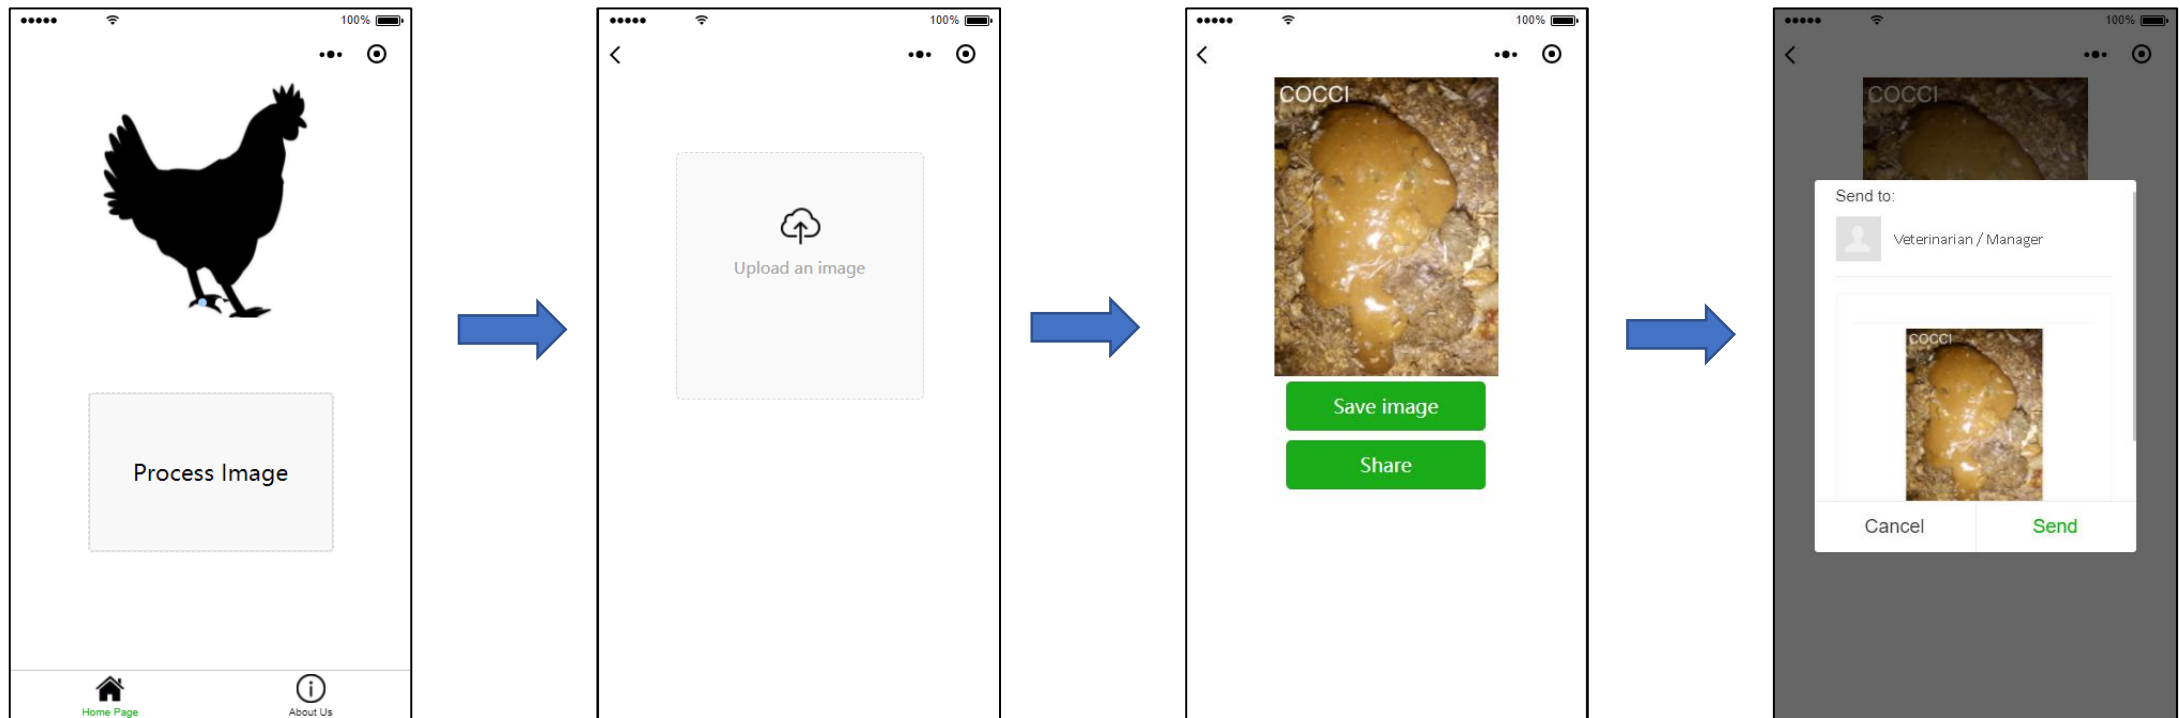 100%
Process Image
Home Page
About Us
100%
Upload an image
100%
COCCI
Save image
Share
100%
COCCI
Send to:
Veterinarian / Manager
COCCI
Cancel
Send